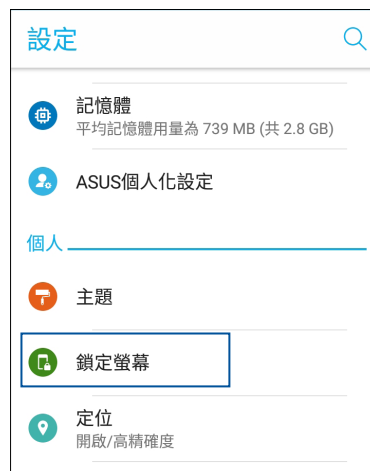 設定
記憶體
平均記憶體用量為 739 MB (共 2.8 GB)
ASUS個人化設定
個人
主題
鎖定螢幕
定位
開啟/高精確度